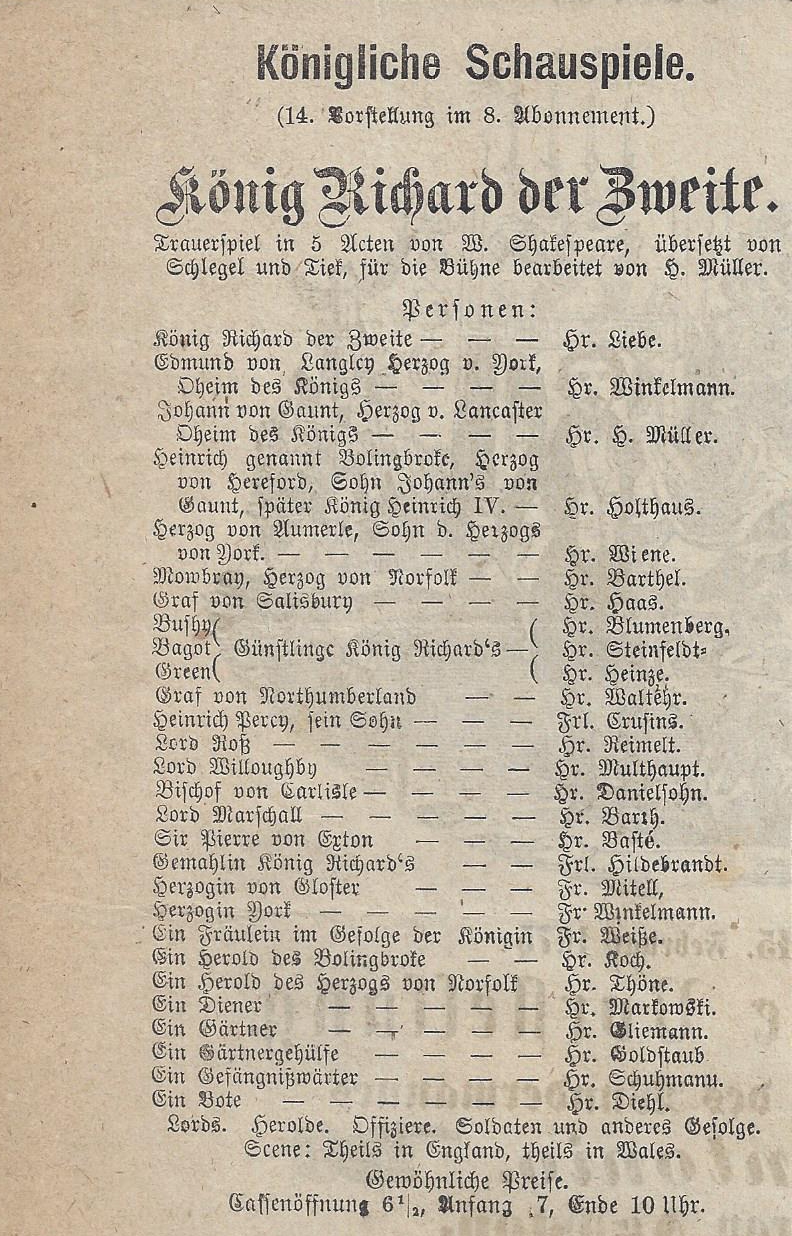 Königliche Schauspiele.
(14. Vorstellung im 8. Abonnement.)
König Richard der Zweite.
Trauerspiel in 5 Acten von W. Shakespeare, übersetzt von
Schlegel und Tiek, für die Bühne bearbeitet von H. Müller.
Personen:
König Richard der Zweite — — — Hr. Liebe.
Edmund von Langley Herzog v. York,
Oheim des Königs — — — — Hr. Winkelmann.
Johann von Gaunt, Herzog v. Lancaster
Oheim des Königs — — — — Hr. H. Müller.
Heinrich genannt Bolingbroke, Herzog
von Hereford, Sohn Johann's von
Gaunt, später König Heinrich IV. — Hr. Holthaus.
Herzog von Aumerle, Sohn d. Herzogs
von York. — — — — — — Hr. Wiene.
Mowbray, Herzog von Norfolk — — Hr. Barthel.
Graf von Salisbury — — — — Hr. Haas.
Bushy ( ( Hr. Blumenberg.
Bagot } Günstlinge König Richard's — } Hr. Steinfeldt=
Green ( ( Hr. Heinze.
Graf von Northumberland — — Hr. Waltehr.
Heinrich Percy, sein Sohn — — — Frl. Crusins.
Lord Roß — — — — — — Hr. Reimelt.
Lord Willoughby — — — — Hr. Multhaupt.
Bischof von Carlisle — — — — Hr. Danielsohn.
Lord Marschall — — — — — Hr. Barth.
Sir Pierre von Exton — — — Hr. Basté.
Gemahlin König Richard's — — Frl. Hildebrandt.
Herzogin von Gloster — — — Fr. Mitell,
Herzogin York — — — — — Fr. Winkelmann.
Ein Fräulein im Gefolge der Königin Fr. Weiße.
Ein Herold des Bolingbroke — — Hr. Koch.
Ein Herold des Herzogs von Norfolk Hr. Thöne.
Ein Diener — — — — — Hr. Markowski.
Ein Gärtner — — — — — Hr. Gliemann.
Ein Gärtnergehülfe — — — — Hr. Goldstaub
Ein Gefängnißwärter — — — — Hr. Schuhmann.
Ein Bote — — — — — — Hr. Diehl.
Lords. Herolde. Offiziere. Soldaten und anderes Gefolge.
Scene: Theils in England, theils in Wales.
Gewöhnliche Preise.
Cassenöffnung 6½, Anfang 7, Ende 10 Uhr.